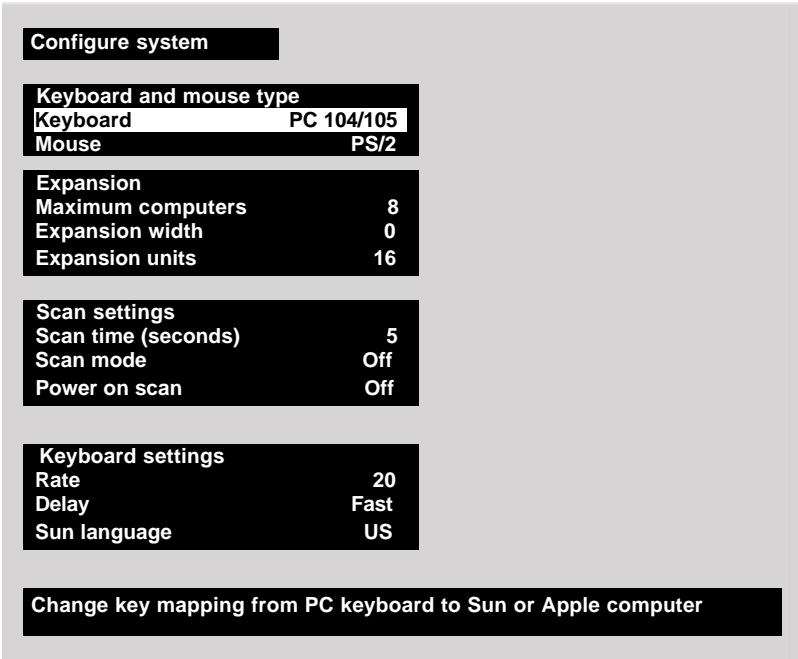 Configure system
Keyboard and mouse type
Keyboard PC 104/105
Mouse PS/2
Expansion
Maximum computers 8
Expansion width 0
Expansion units 16
Scan settings
Scan time (seconds) 5
Scan mode Off
Power on scan Off
Keyboard settings
Rate 20
Delay Fast
Sun language US
Change key mapping from PC keyboard to Sun or Apple computer